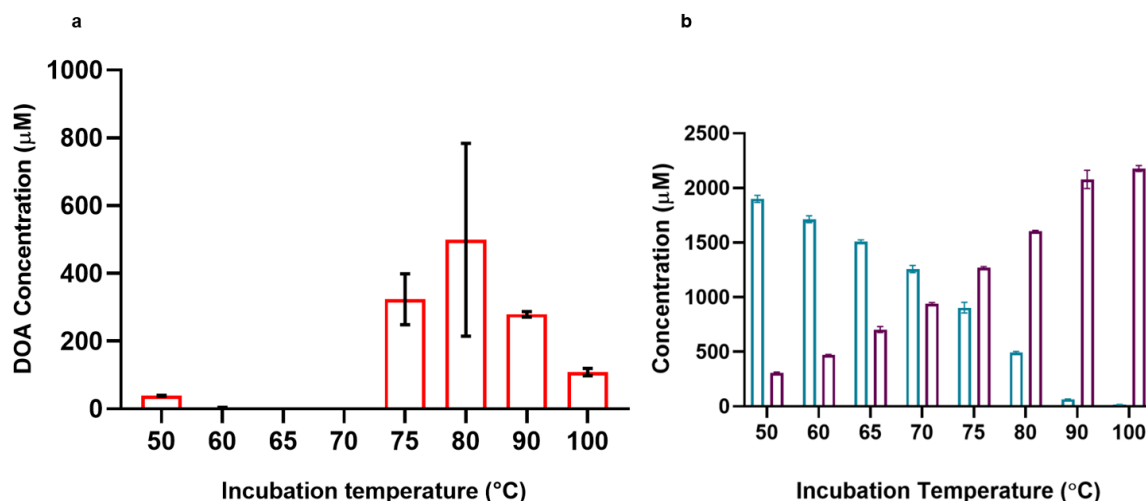 a
1000
800
600
400
200
0
DOA Concentration (µM)
50 60 65 70 75 80 90 100
Incubation temperature (°C)
b
2500
2000
1500
1000
500
0
Concentration (µM)
50 60 65 70 75 80 90 100
Incubation Temperature (°C)